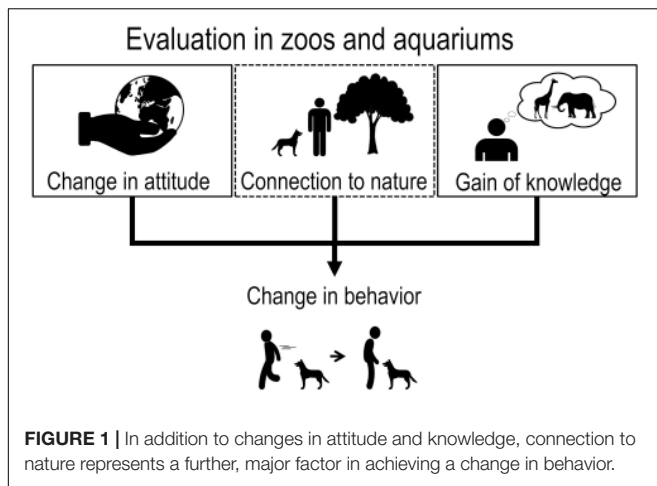 Evaluation in zoos and aquariums
Change in attitude
Connection to nature
Gain of knowledge
Change in behavior
FIGURE 1 | In addition to changes in attitude and knowledge, connection to
nature represents a further, major factor in achieving a change in behavior.